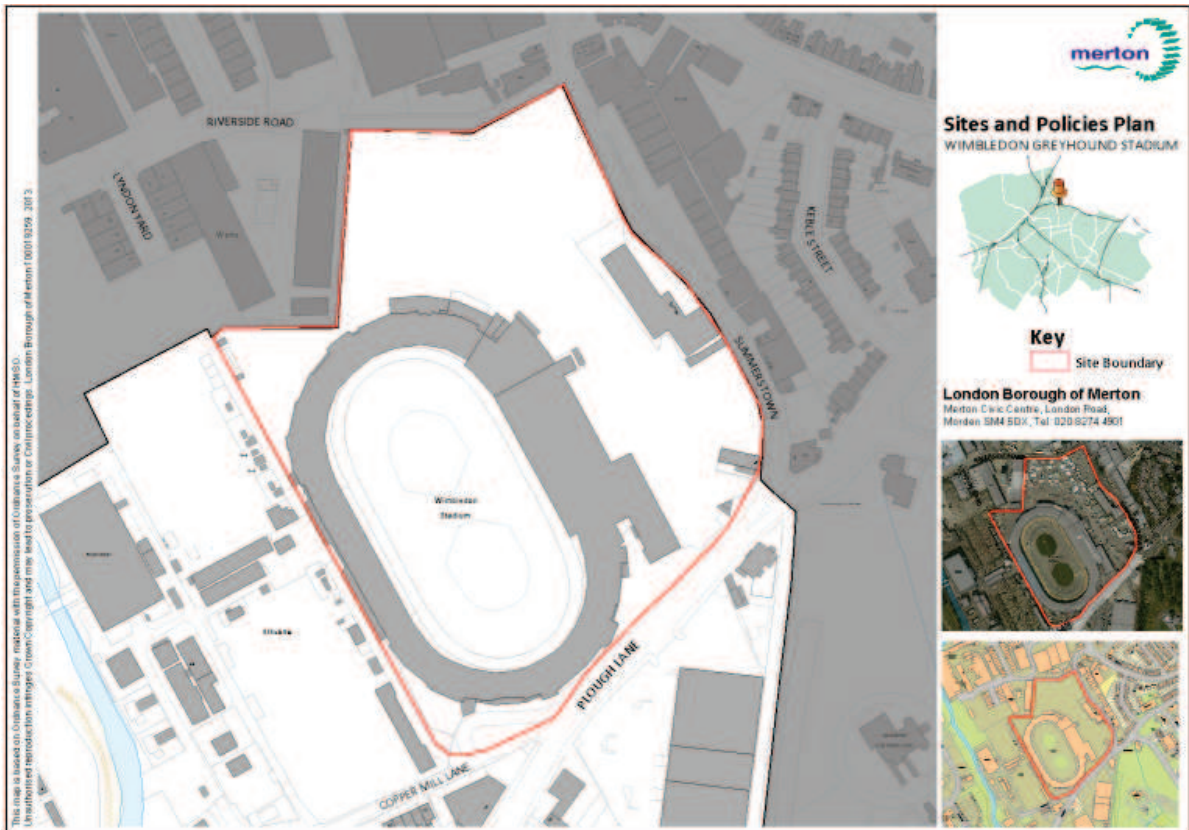 merton
Sites and Policies Plan
WIMBLEDON GREYHOUND STADIUM
Key
Site Boundary
London Borough of Merton
Merton Civic Centre, London Road,
Morden SM4 5DX, Tel: 020 8274 4901
RIVERSIDE ROAD
LYNDON YARD
Works
KEBLE STREET
SUMMERSTOWN
Wimbledon
Stadium
PLOUGH LANE
COPPER MILL LANE
This map is based on Ordnance Survey material with the permission of Ordnance Survey on behalf of HMSO.
Unauthorised reproduction infringes Crown Copyright and may lead to prosecution or Civil proceedings. London Borough of Merton 100019259. 2013.